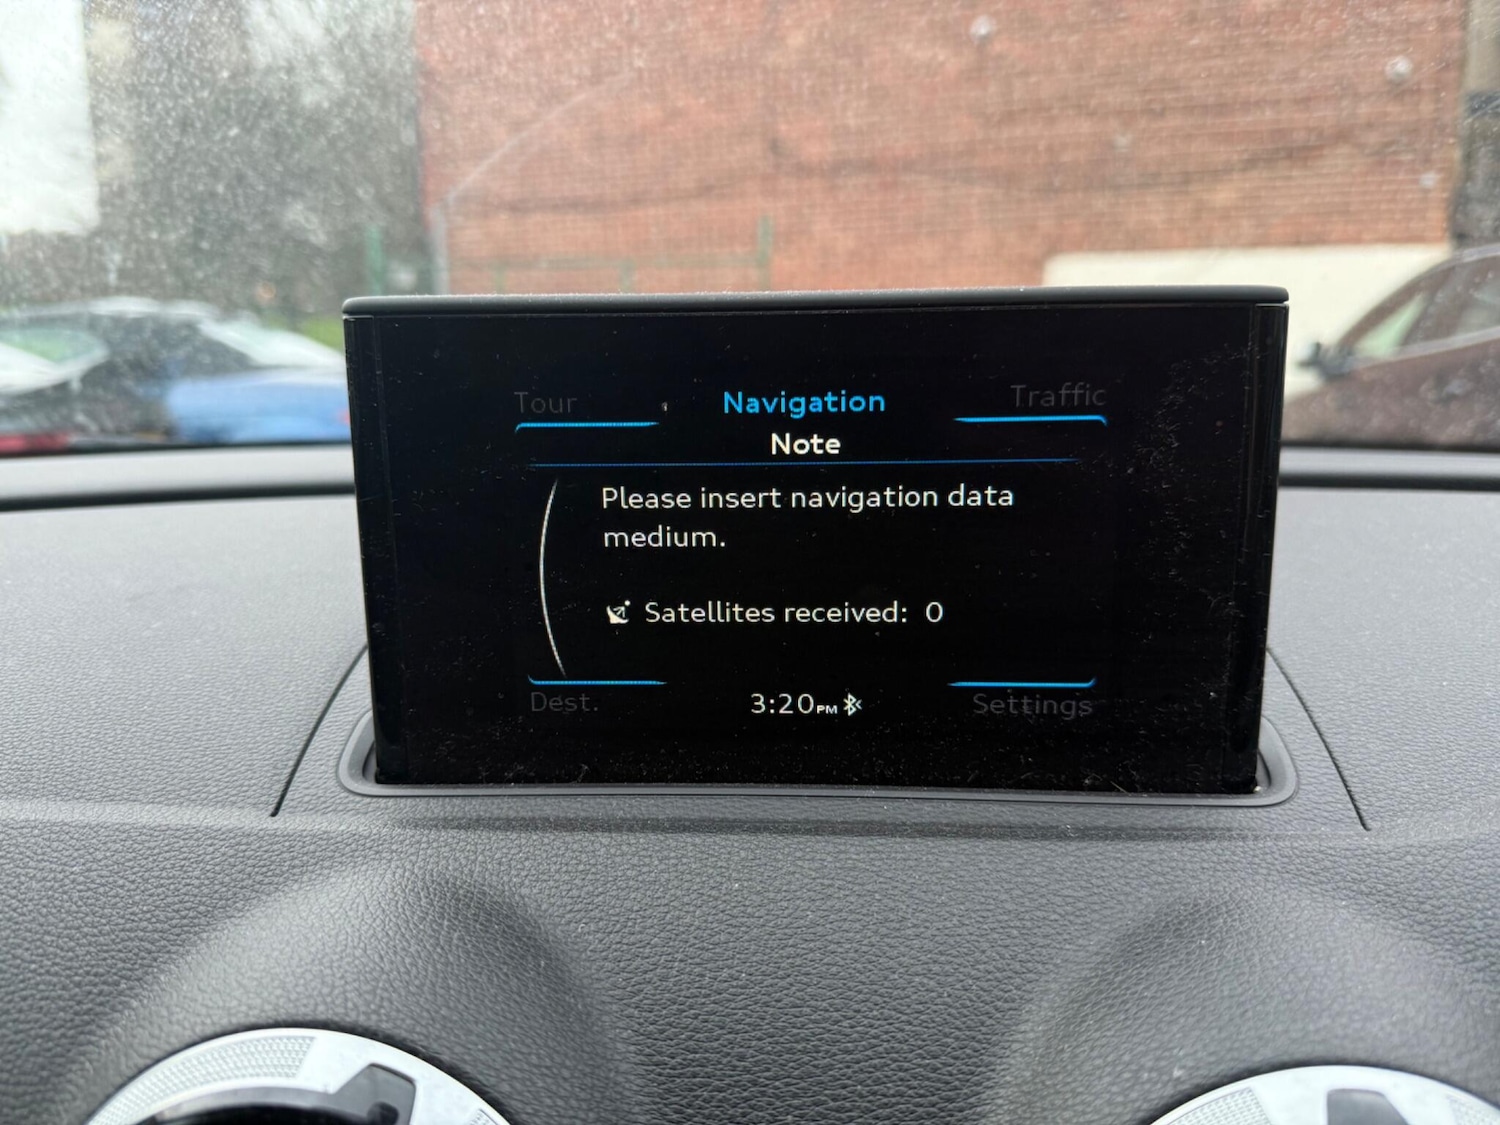 Tour Navigation Traffic
Note
Please insert navigation data
medium.
Satellites received: 0
Dest. 3:20PM Settings